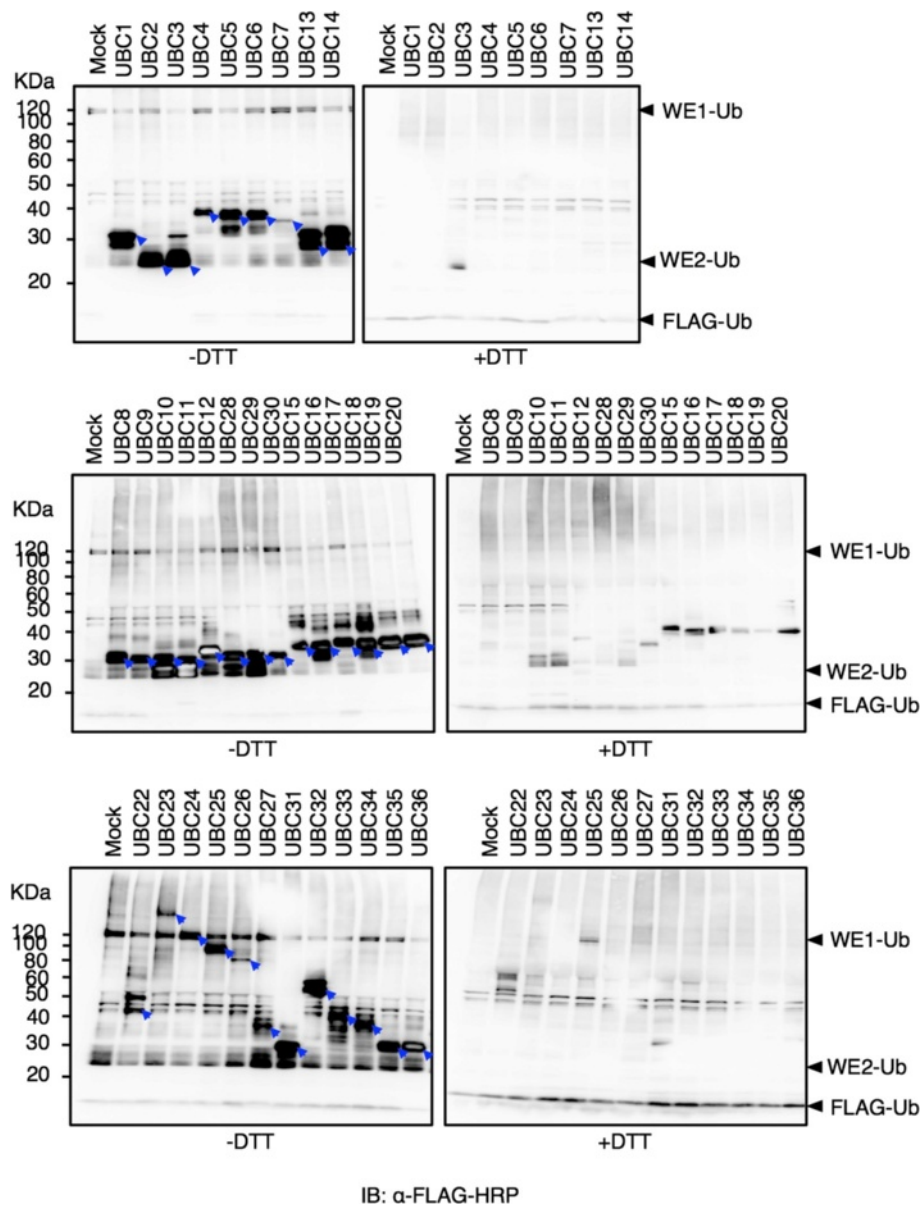 Mock UBC1 UBC2 UBC3 UBC4 UBC5 UBC6 UBC7 UBC13 UBC14
Mock UBC1 UBC2 UBC3 UBC4 UBC5 UBC6 UBC7 UBC13 UBC14
KDa
120
100
80
60
50
40
30
20
WE1-Ub
WE2-Ub
FLAG-Ub
-DTT
+DTT
Mock UBC8 UBC9 UBC10 UBC11 UBC12 UBC28 UBC29 UBC30 UBC15 UBC16 UBC17 UBC18 UBC19 UBC20
Mock UBC8 UBC9 UBC10 UBC11 UBC12 UBC28 UBC29 UBC30 UBC15 UBC16 UBC17 UBC18 UBC19 UBC20
KDa
120
100
80
60
50
40
30
20
WE1-Ub
WE2-Ub
FLAG-Ub
-DTT
+DTT
Mock UBC22 UBC23 UBC24 UBC25 UBC26 UBC27 UBC31 UBC32 UBC33 UBC34 UBC35 UBC36
Mock UBC22 UBC23 UBC24 UBC25 UBC26 UBC27 UBC31 UBC32 UBC33 UBC34 UBC35 UBC36
KDa
120
100
80
60
50
40
30
20
WE1-Ub
WE2-Ub
FLAG-Ub
-DTT
+DTT
IB: α-FLAG-HRP